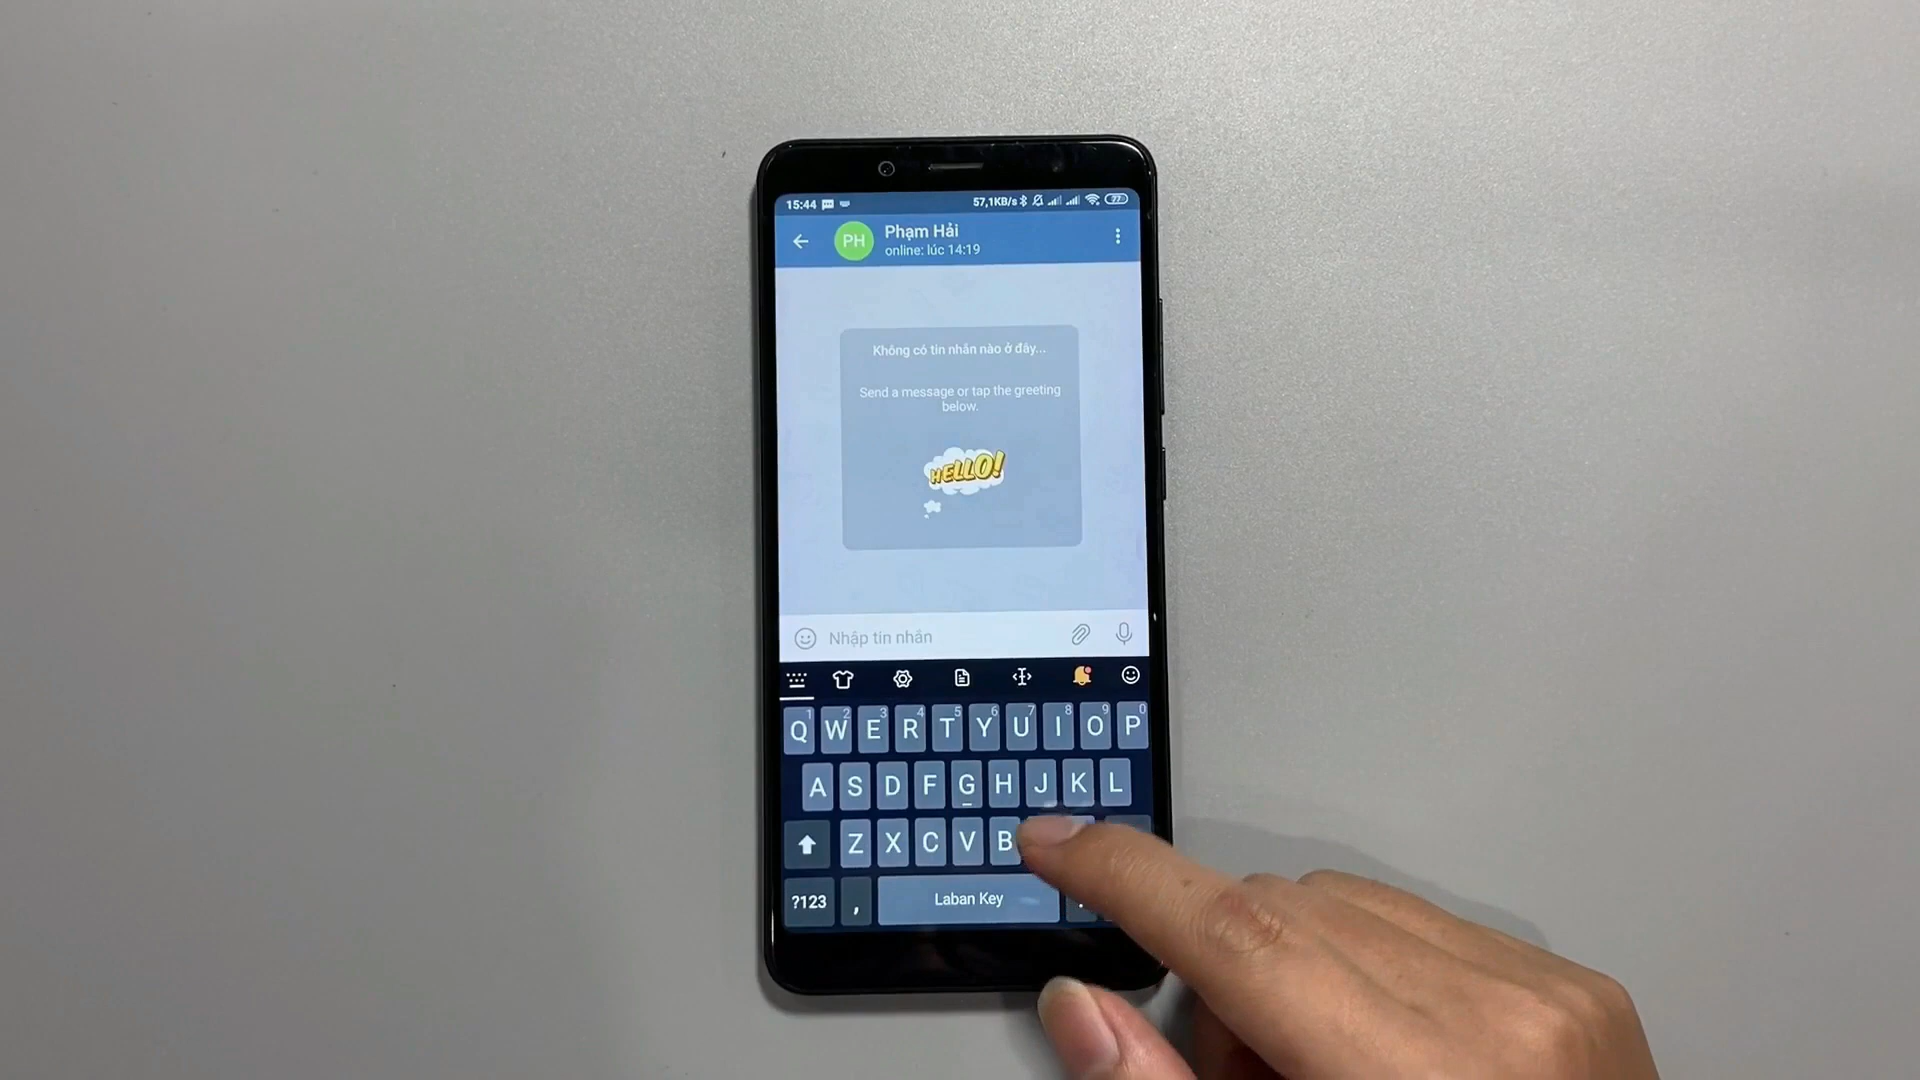 15:44 57,1KB/s 77
PH
Phạm Hải
online: lúc 14:19
Không có tin nhắn nào ở đây...
Send a message or tap the greeting
below.
HELLO!
Nhập tin nhắn
1 2 3 4 5 6 7 8 9 0
Q W E R T Y U I O P
A S D F G H J K L
Z X C V B
?123 , Laban Key .